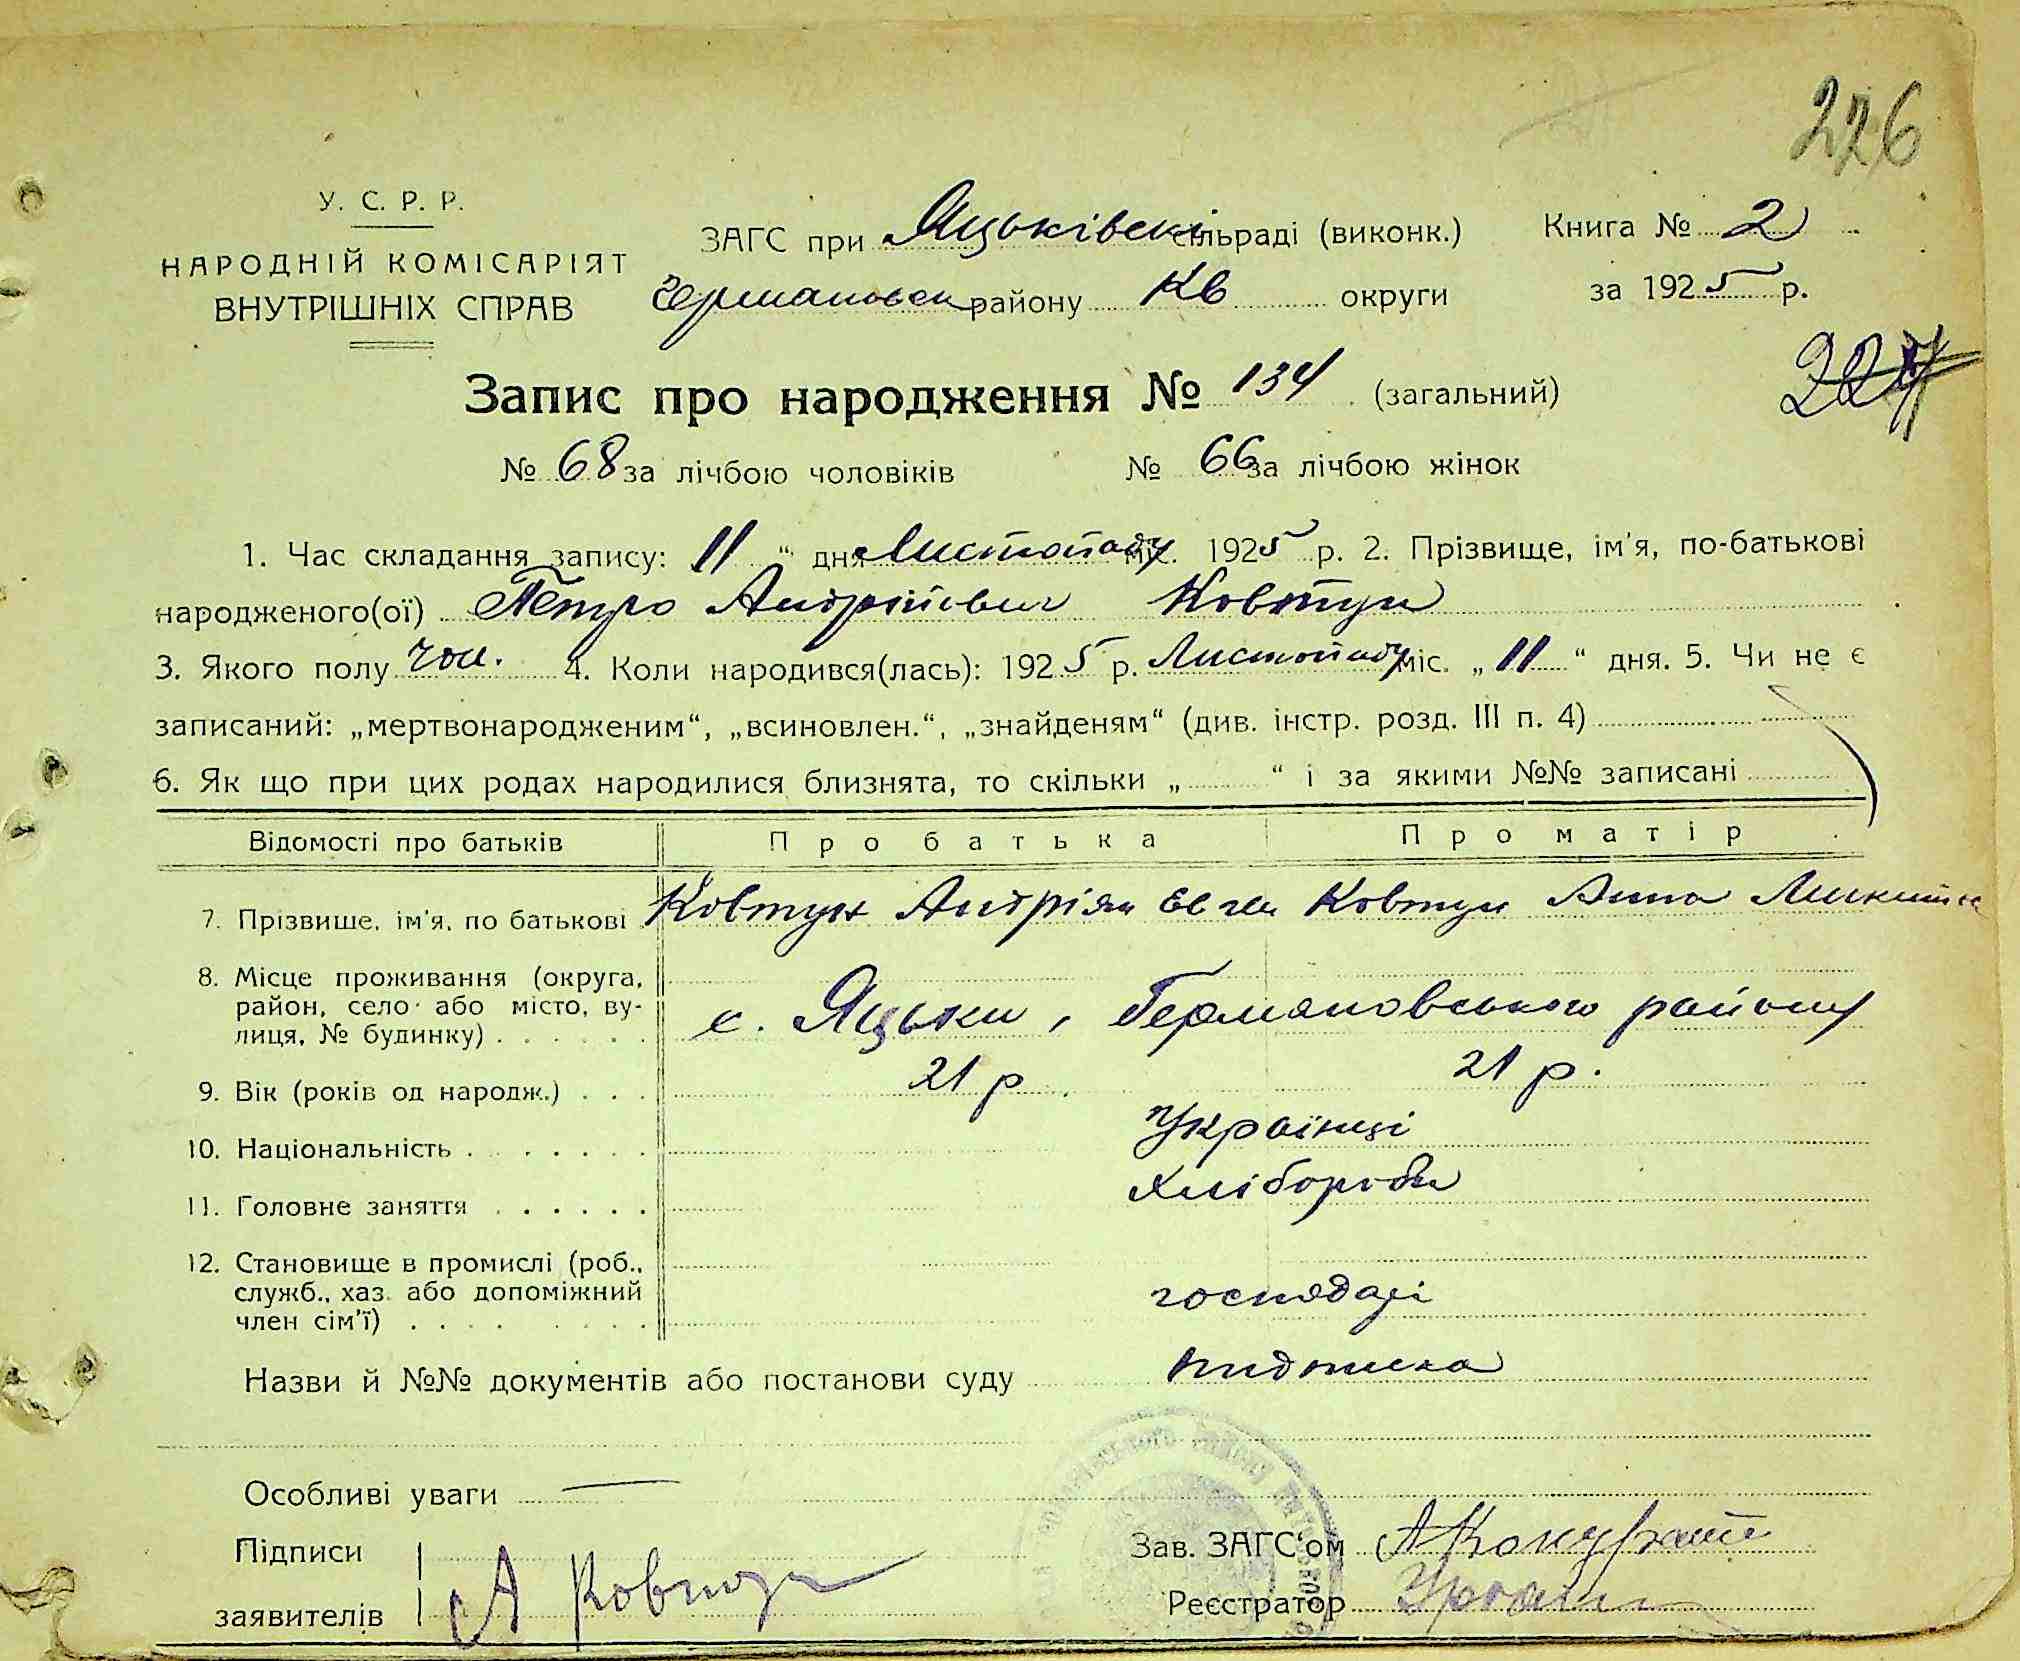 226
У. С. Р. Р.
НАРОДНІЙ КОМІСАРІЯТ
ВНУТРІШНІХ СПРАВ
ЗАГС при Яцьківські сільраді (виконк.) Книга № 2
Германовск району КВ округи за 1925 р.
Запис про народження № 134 (загальний)
227
№ 68 за лічбою чоловіків № 66 за лічбою жінок
1. Час складання запису: 11 “ дня Листопаду міс. 1925 р. 2. Прізвище, ім'я, по-батькові
народженого(ої) Петро Андрійович Ковтун
3. Якого полу чол. 4. Коли народився(лась): 1925 р. Листопаду міс. „ 11 “ дня. 5. Чи не є
записаний: „мертвонародженим“, „всиновлен.“, „знайденям“ (див. інстр. розд. III п. 4)
6. Як що при цих родах народилися близнята, то скільки „ “ і за якими №№ записані
Відомості про батьків Про батька Про матір
7. Прізвище, ім'я, по батькові Ковтун Андріян Ковтун Анна
8. Місце проживання (округа,
район, село або місто, ву-
лиця, № будинку) с. Яцьки, Германовського району
9. Вік (років од народж.) 21 р 21 р.
10. Національність Українці
11. Головне заняття Хлібороби
12. Становище в промислі (роб.,
служб., хаз. або допоміжний
член сім'ї) господарі
Назви й №№ документів або постанови суду підписка
Особливі уваги —
Підписи
заявителів А Ковтун
Зав. ЗАГС'ом
Реєстратор